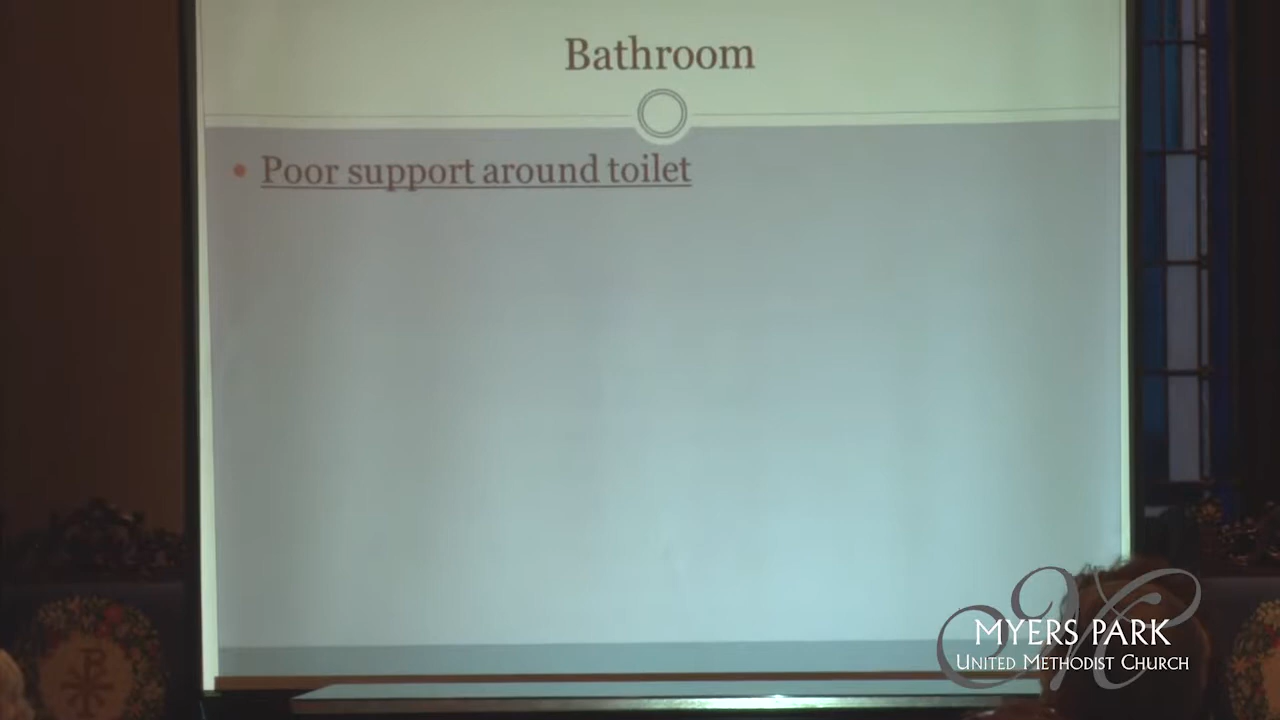 Bathroom
• Poor support around toilet
MYERS PARK
UNITED METHODIST CHURCH